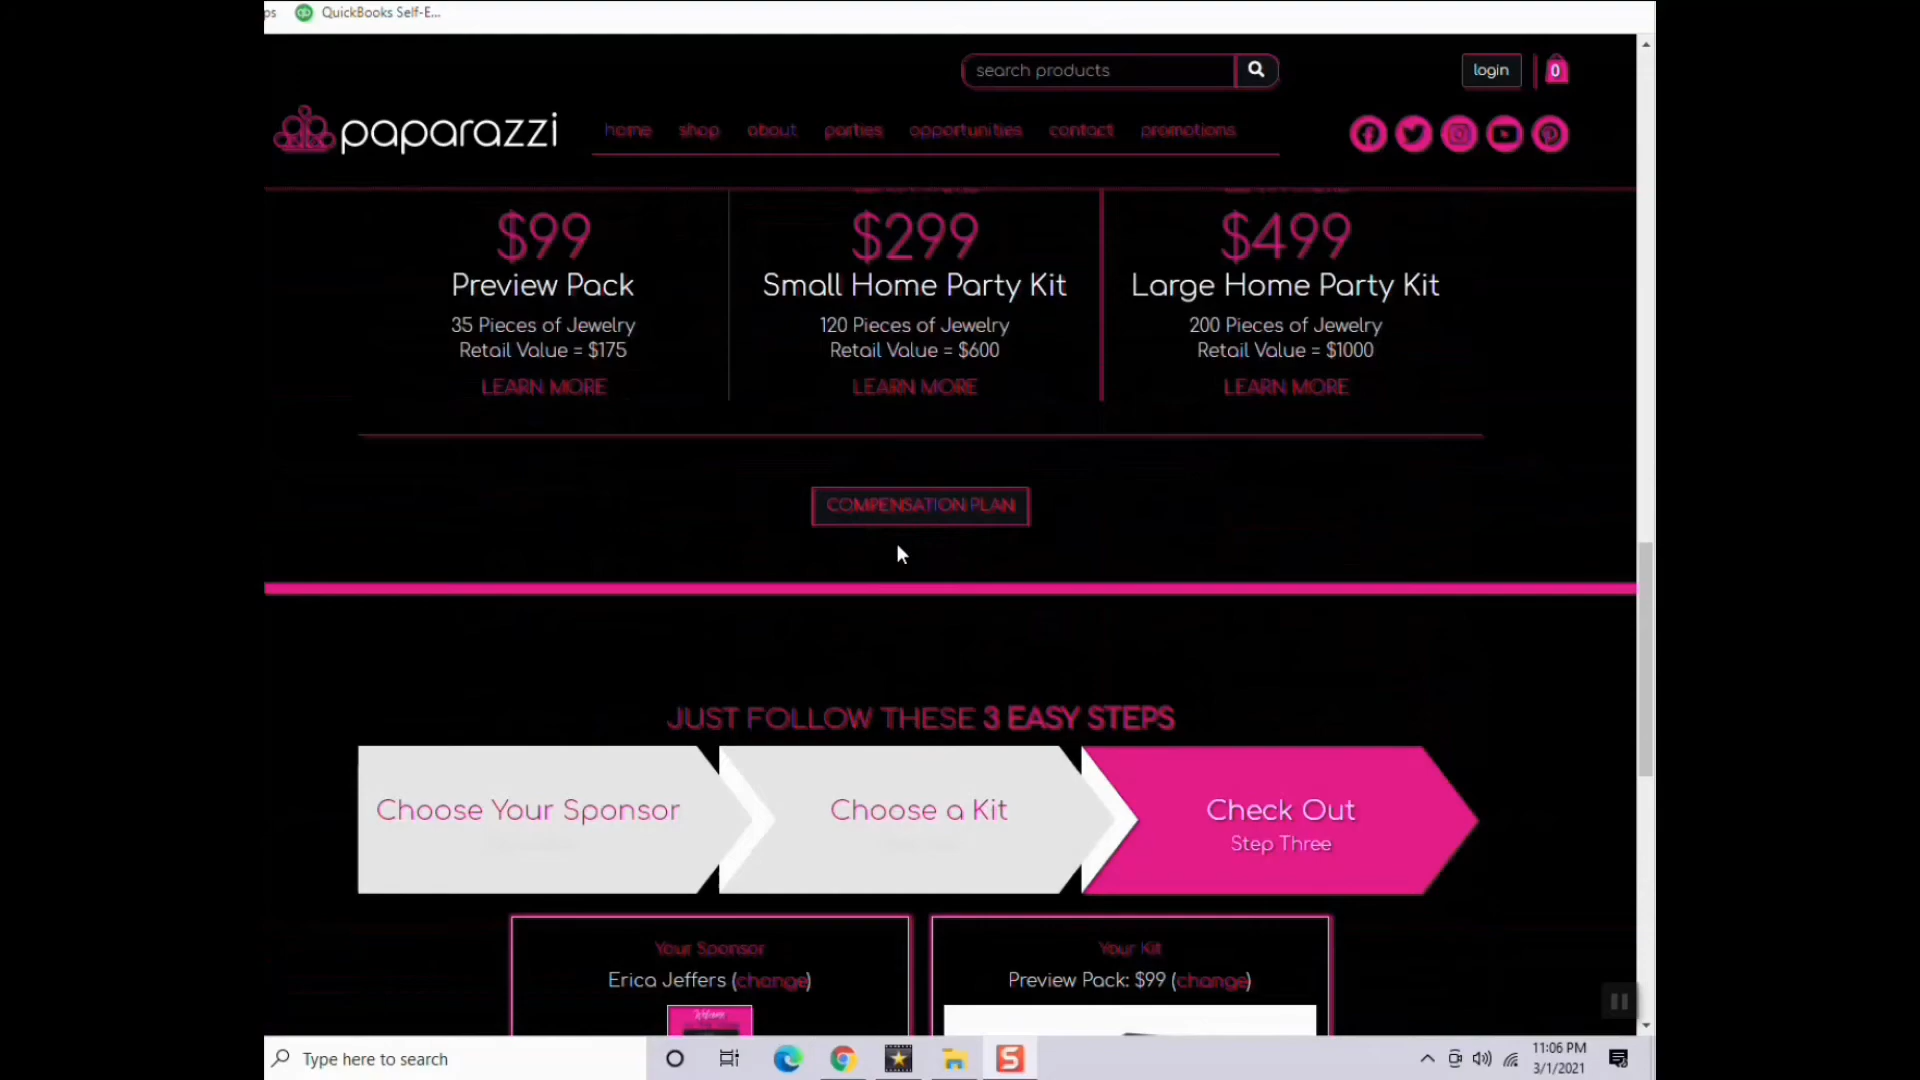 ps QuickBooks Self-E...
search products
login
0
paparazzi
home shop about parties opportunities contact promotions
$99
Preview Pack
35 Pieces of Jewelry
Retail Value = $175
LEARN MORE
$299
Small Home Party Kit
120 Pieces of Jewelry
Retail Value = $600
LEARN MORE
$499
Large Home Party Kit
200 Pieces of Jewelry
Retail Value = $1000
LEARN MORE
COMPENSATION PLAN
JUST FOLLOW THESE 3 EASY STEPS
Choose Your Sponsor
Choose a Kit
Check Out
Step Three
Your Sponsor
Erica Jeffers (change)
Welcome
Your Kit
Preview Pack: $99 (change)
Type here to search
11:06 PM
3/1/2021